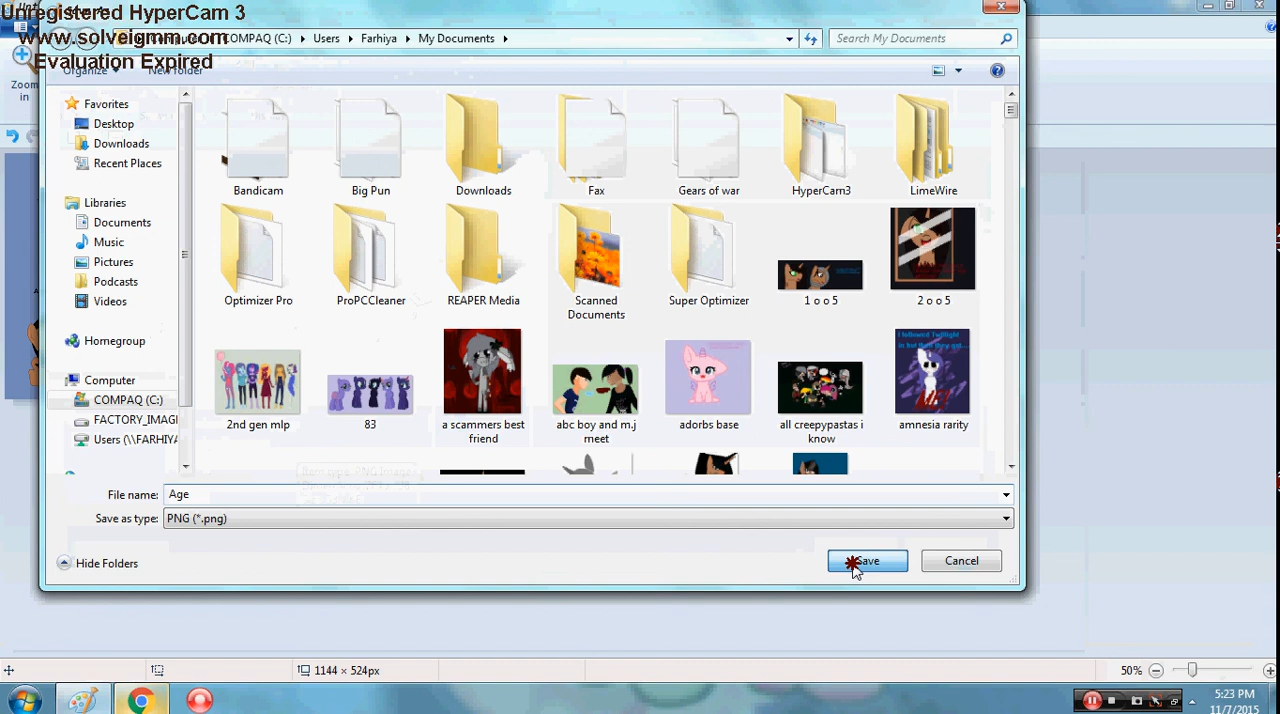 Unregistered HyperCam 3
www.solveigmm.com
Evaluation Expired
COMPAQ (C:)
Users
Farhiya
My Documents
Search My Documents
Organize
New folder
Zoom
in
Favorites
Desktop
Downloads
Recent Places
Libraries
Documents
Music
Pictures
Podcasts
Videos
Homegroup
Computer
COMPAQ (C:)
FACTORY_IMAG
Users (\\FARHIYA
Bandicam
Big Pun
Downloads
Fax
Gears of war
HyperCam3
LimeWire
Optimizer Pro
ProPCCleaner
REAPER Media
Scanned
Documents
Super Optimizer
1 o o 5
2 o o 5
2nd gen mlp
83
a scammers best
friend
abc boy and m.j
meet
adorbs base
all creepypastas i
know
amnesia rarity
File name:
Age
Save as type:
PNG (*.png)
Hide Folders
Save
Cancel
1144 × 524px
50%
5:23 PM
11/7/2015